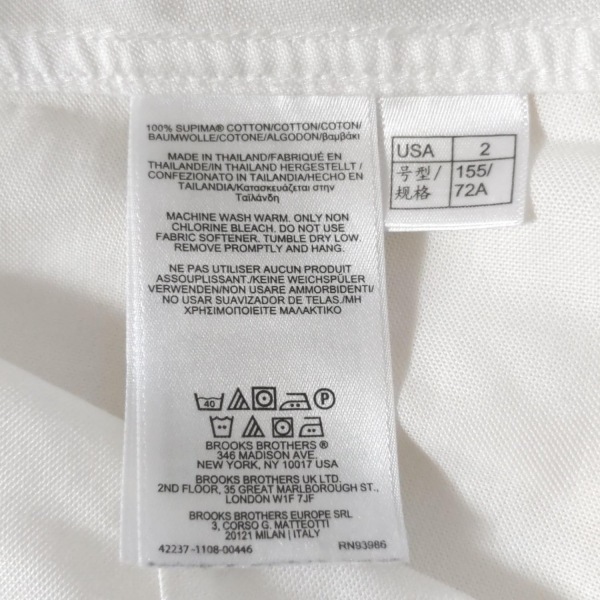 100% SUPIMA® COTTON/COTTON/COTON/
BAUMWOLLE/COTONE/ALGODON/βαμβάκι
MADE IN THAILAND/FABRIQUÉ EN
THAILANDE/IN THAILAND HERGESTELLT /
CONFEZIONATO IN TAILANDIA/HECHO EN
TAILANDIA/Κατασκευάζεται στην
Ταϊλάνδη
MACHINE WASH WARM. ONLY NON
CHLORINE BLEACH. DO NOT USE
FABRIC SOFTENER. TUMBLE DRY LOW.
REMOVE PROMPTLY AND HANG.
NE PAS UTILISER AUCUN PRODUIT
ASSOUPLISSANT./KEINE WEICHSPÜLER
VERWENDEN/NON USARE AMMORBIDENTI/
NO USAR SUAVIZADOR DE TELAS./ΜΗ
ΧΡΗΣΙΜΟΠΟΙΕΙΤΕ ΜΑΛΑΚΤΙΚΟ
40 P
BROOKS BROTHERS ®
346 MADISON AVE.
NEW YORK, NY 10017 USA
BROOKS BROTHERS UK LTD.
2ND FLOOR, 35 GREAT MARLBOROUGH ST.,
LONDON W1F 7JF
BROOKS BROTHERS EUROPE SRL
3, CORSO G. MATTEOTTI
20121 MILAN | ITALY
42237-1108-00446 RN93986
USA 2
号型/ 155/
规格 72A